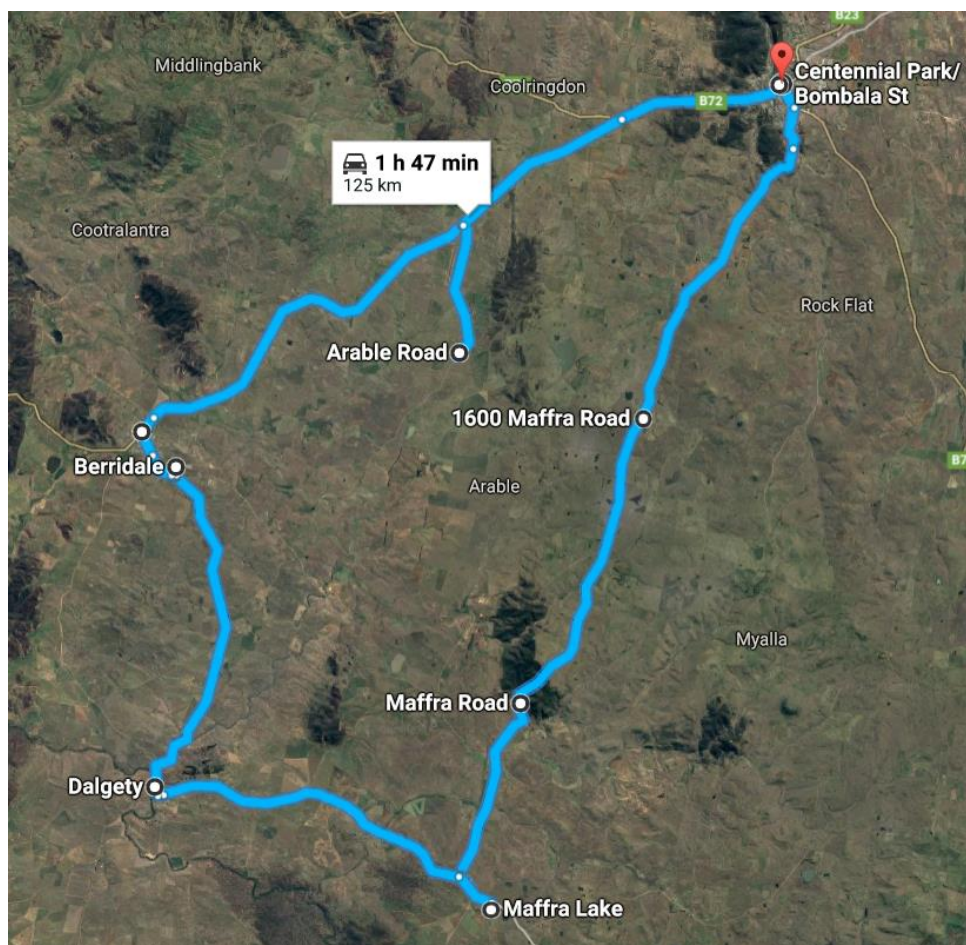 B23
Middlingbank
Coolringdon
Centennial Park/
Bombala St
B72
1 h 47 min
125 km
Cootralantra
Rock Flat
Arable Road
1600 Maffra Road
Berridale
Arable
B7
Myalla
Maffra Road
Dalgety
Maffra Lake